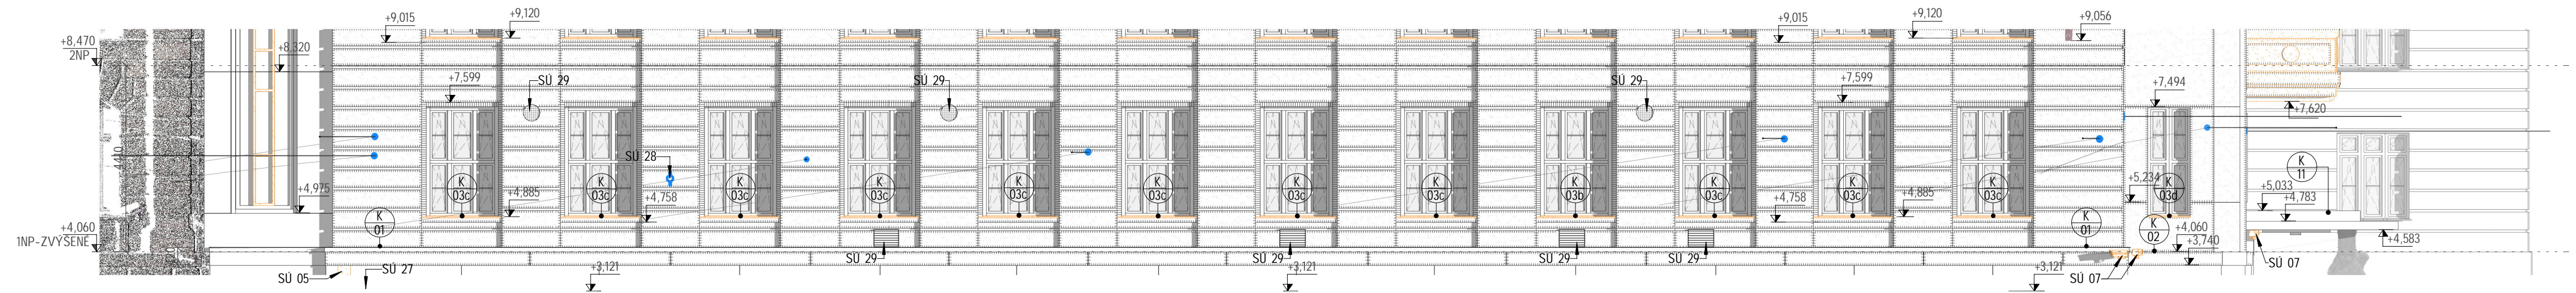 +9,015
+9,120
+9,015
+9,120
+9,056
+8,470
2NP
+8,320
+7,599
SÚ 29
SÚ 29
SÚ 29
+7,599
+7,494
+7,620
4410
SÚ 28
+4,975
K
03c
+4,885
K
03c
+4,758
K
03c
K
03c
K
03c
K
03c
K
03c
K
03c
K
03b
K
03c
+4,758
K
03c
+4,885
K
03c
+5,234
K
03d
K
11
+5,033
+4,783
K
01
K
01
K
02
+4,060
1NP-ZVÝŠENÉ
+4,060
+3,740
+4,583
SÚ 29
SÚ 29
SÚ 29
SÚ 29
SÚ 05
SÚ 27
+3,121
+3,121
+3,121
SÚ 07
SÚ 07